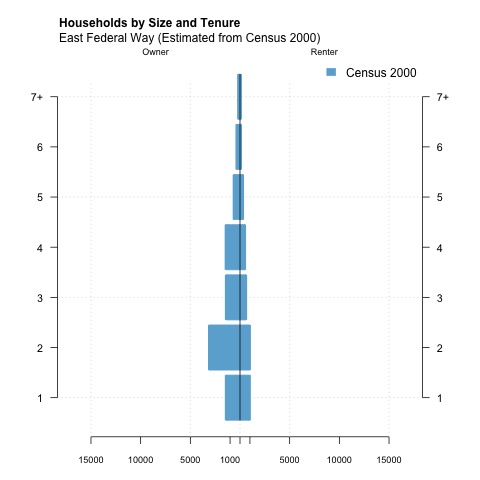 Households by Size and Tenure
East Federal Way (Estimated from Census 2000)
Owner Renter
Census 2000
7+ 7+
6 6
5 5
4 4
3 3
2 2
1 1
15000 10000 5000 1000 5000 10000 15000